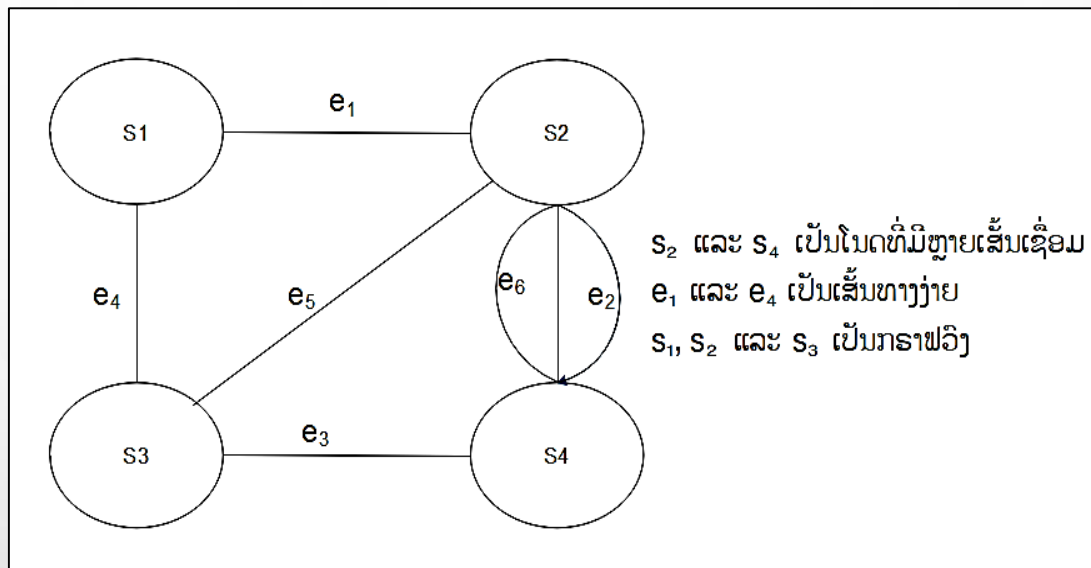 S1
e₁
S2
e₄
e₅
e₆
e₂
S₂ ແລະ S₄ ເປັນໂນດທີ່ມີຫຼາຍເສັ້ນເຊື່ອມ
e₁ ແລະ e₄ ເປັນເສັ້ນທາງງ່າຍ
S₁, S₂ ແລະ S₃ ເປັນກຣາຟວົງ
S3
e₃
S4